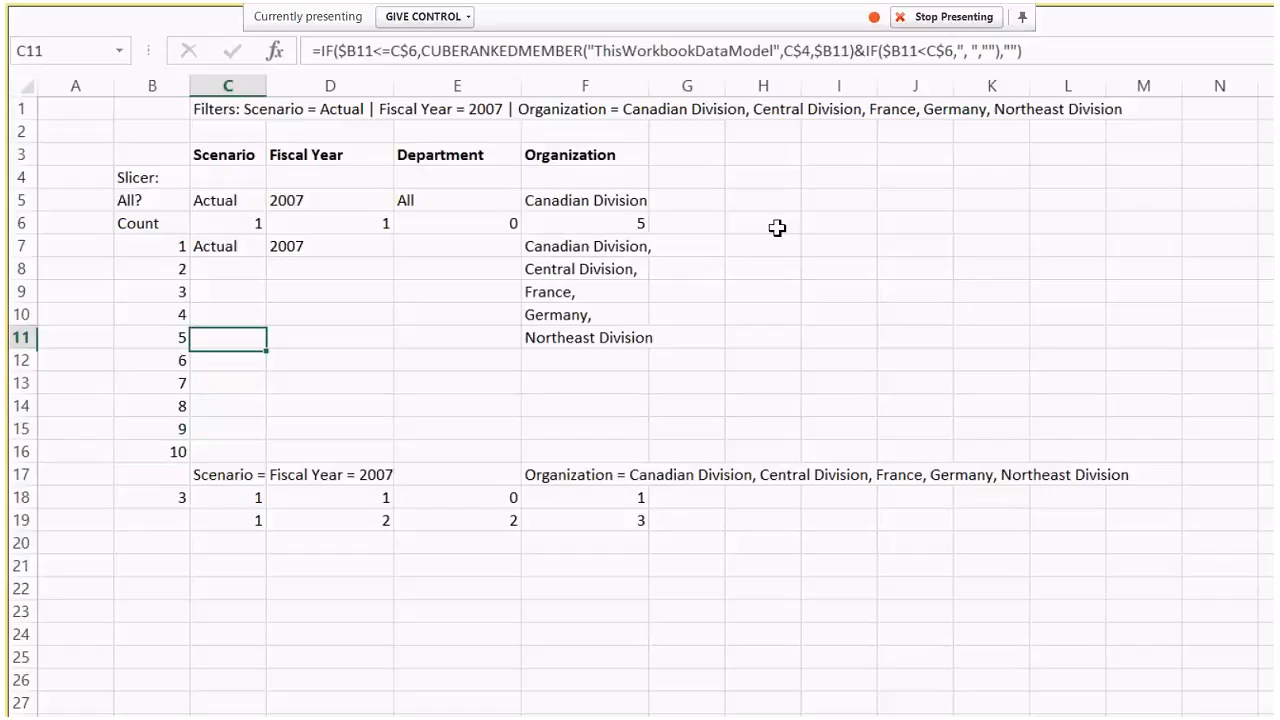 Currently presenting GIVE CONTROL Stop Presenting
C11 fx =IF($B11<=C$6,CUBERANKEDMEMBER("ThisWorkbookDataModel",C$4,$B11)&IF($B11<C$6,", ",""),"")
A B C D E F G H I J K L M N
1 Filters: Scenario = Actual | Fiscal Year = 2007 | Organization = Canadian Division, Central Division, France, Germany, Northeast Division
2
3 Scenario Fiscal Year Department Organization
4 Slicer:
5 All? Actual 2007 All Canadian Division
6 Count 1 1 0 5
7 1 Actual 2007 Canadian Division,
8 2 Central Division,
9 3 France,
10 4 Germany,
11 5 Northeast Division
12 6
13 7
14 8
15 9
16 10
17 Scenario = Fiscal Year = 2007 Organization = Canadian Division, Central Division, France, Germany, Northeast Division
18 3 1 1 0 1
19 1 2 2 3
20
21
22
23
24
25
26
27